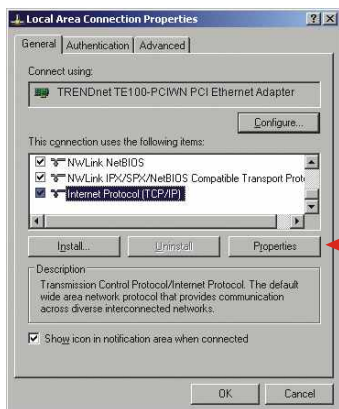 Local Area Connection Properties
General Authentication Advanced
Connect using:
TRENDnet TE100-PCIWN PCI Ethernet Adapter
Configure...
This connection uses the following items:
NWLink NetBIOS
NWLink IPX/SPX/NetBIOS Compatible Transport Proto
Internet Protocol (TCP/IP)
Install... Uninstall Properties
Description
Transmission Control Protocol/Internet Protocol. The default
wide area network protocol that provides communication
across diverse interconnected networks.
Show icon in notification area when connected
OK Cancel